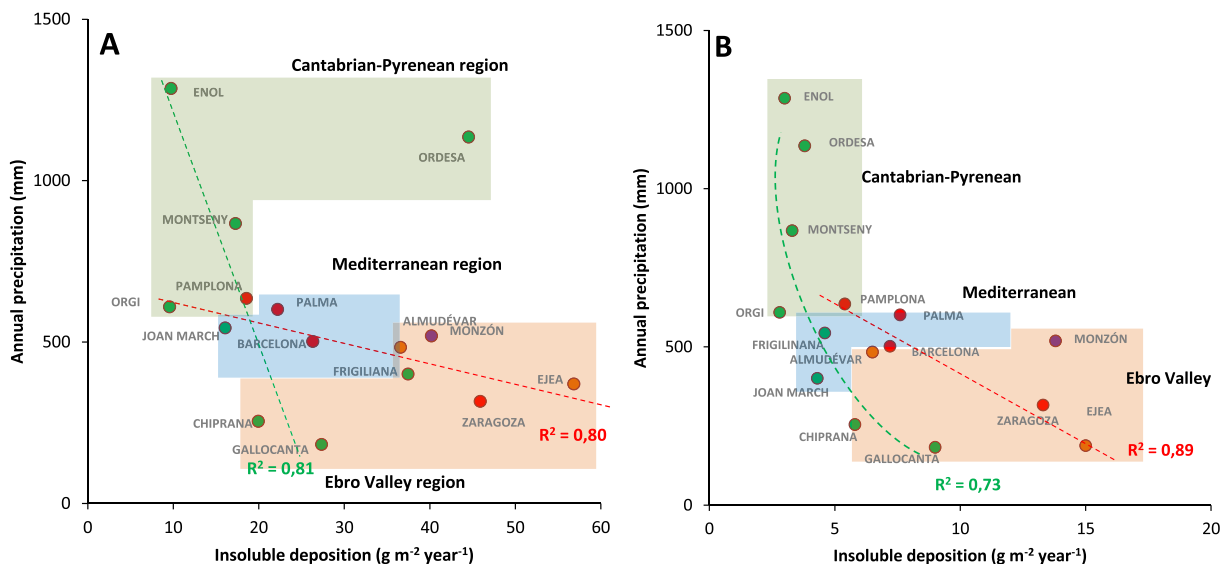 A
Annual precipitation (mm)
1500
1000
500
0
Cantabrian-Pyrenean region
ENOL
ORDESA
MONTSENY
Mediterranean region
PAMPLONA
ORGI
PALMA
JOAN MARCH
ALMUDÉVAR
MONZÓN
BARCELONA
FRIGILIANA
EJEA
CHIPRANA
ZARAGOZA
R² = 0,80
GALLOCANTA
R² = 0,81
Ebro Valley region
0 10 20 30 40 50 60
Insoluble deposition (g m⁻² year⁻¹)
B
Annual precipitation (mm)
1500
1000
500
0
ENOL
ORDESA
Cantabrian-Pyrenean
MONTSENY
Mediterranean
PAMPLONA
ORGI
PALMA
FRIGILINANA
MONZÓN
ALMUDÉVAR
BARCELONA
Ebro Valley
JOAN MARCH
EJEA
ZARAGOZA
CHIPRANA
R² = 0,89
GALLOCANTA
R² = 0,73
0 5 10 15 20
Insoluble deposition (g m⁻² year⁻¹)